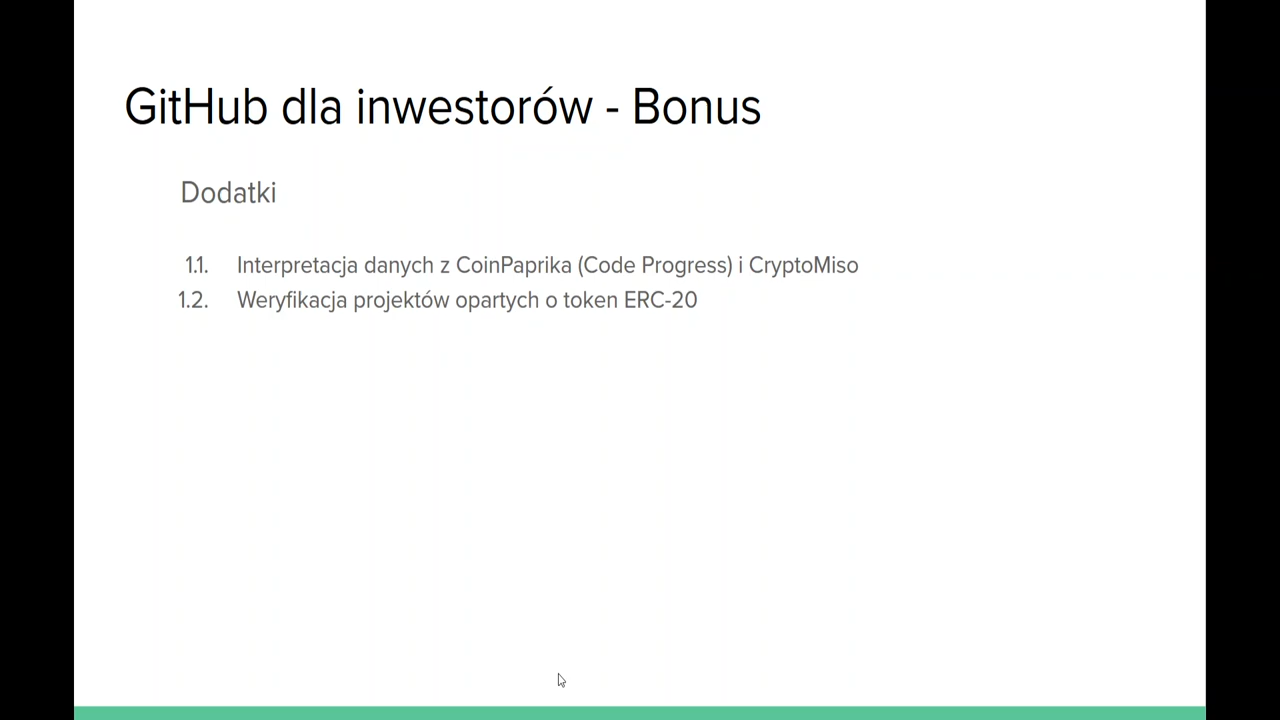 GitHub dla inwestorów - Bonus
Dodatki
1.1. Interpretacja danych z CoinPaprika (Code Progress) i CryptoMiso
1.2. Weryfikacja projektów opartych o token ERC-20